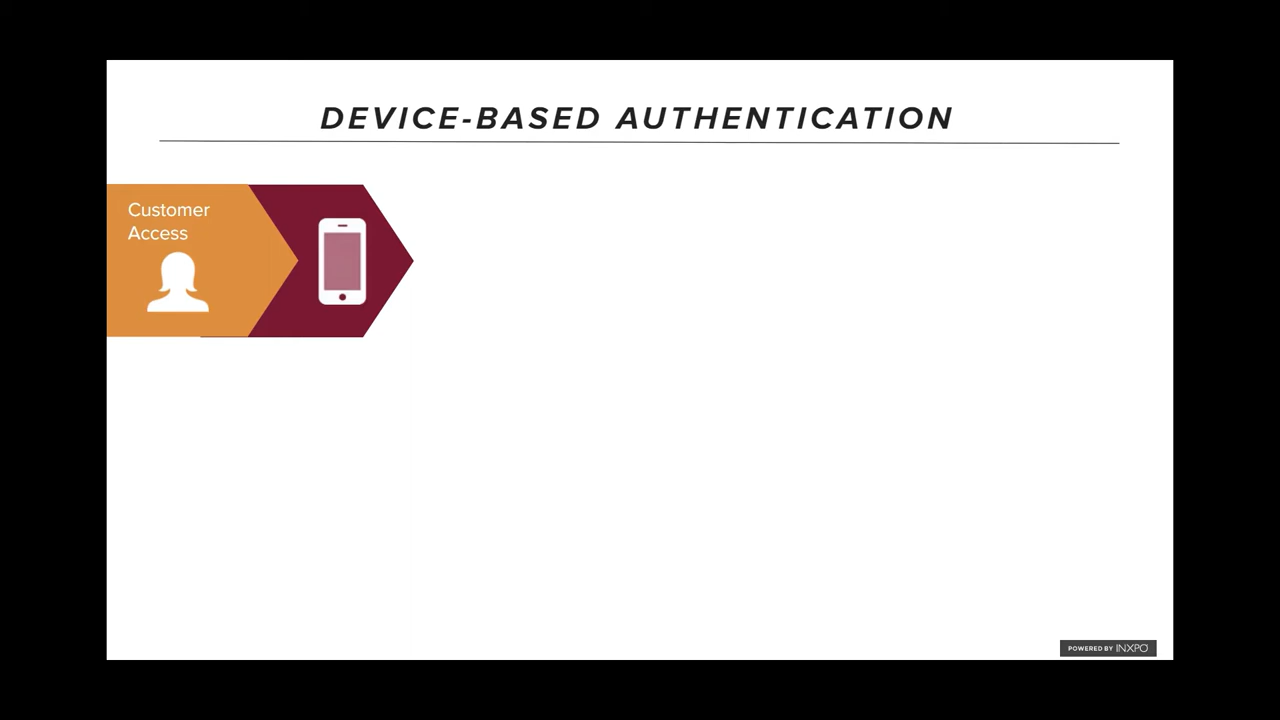 DEVICE-BASED AUTHENTICATION
Customer
Access
POWERED BY INXPO